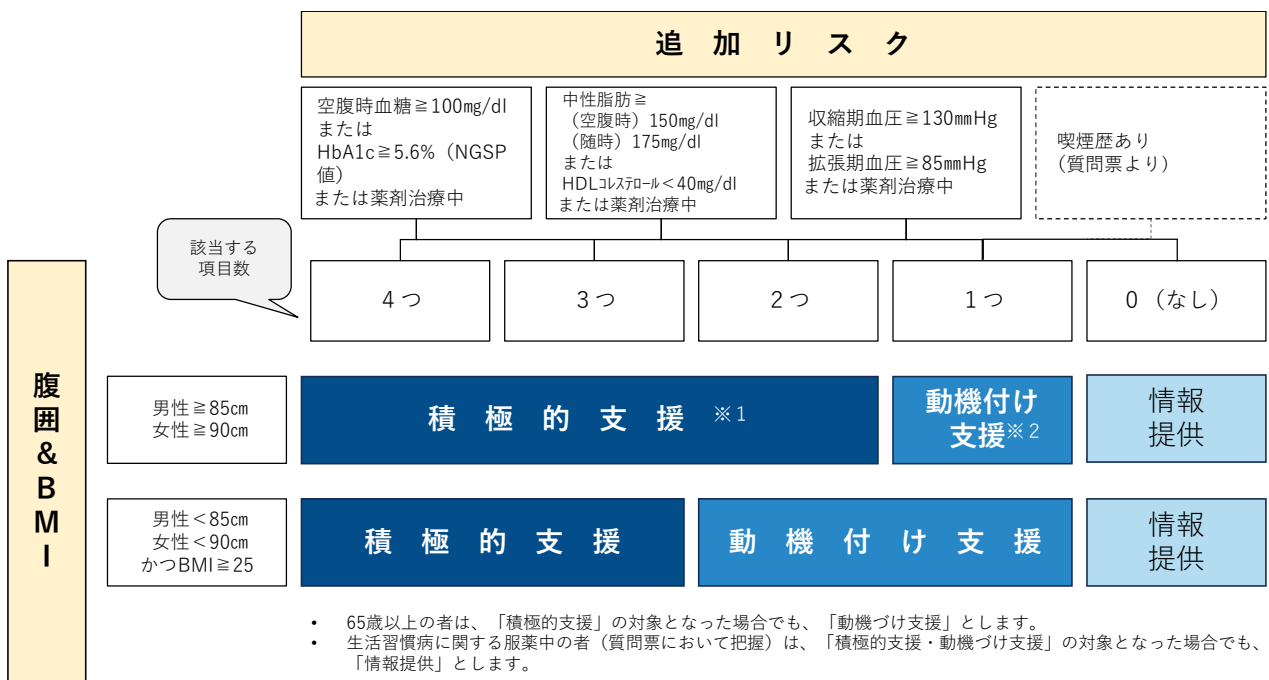 追加リスク
空腹時血糖≧100mg/dl
または
HbA1c≧5.6%（NGSP
値）
または薬剤治療中
中性脂肪≧
（空腹時）150mg/dl
（随時）175mg/dl
または
HDLコレステロール＜40mg/dl
または薬剤治療中
収縮期血圧≧130mmHg
または
拡張期血圧≧85mmHg
または薬剤治療中
喫煙歴あり
（質問票より）
該当する
項目数
4つ
3つ
2つ
1つ
0（なし）
腹囲&BMI
男性≧85cm
女性≧90cm
積極的支援 ※1
動機付け
支援※2
情報
提供
男性＜85cm
女性＜90cm
かつBMI≧25
積極的支援
動機付け支援
情報
提供
• 65歳以上の者は、「積極的支援」の対象となった場合でも、「動機づけ支援」とします。
• 生活習慣病に関する服薬中の者（質問票において把握）は、「積極的支援・動機づけ支援」の対象となった場合でも、
「情報提供」とします。